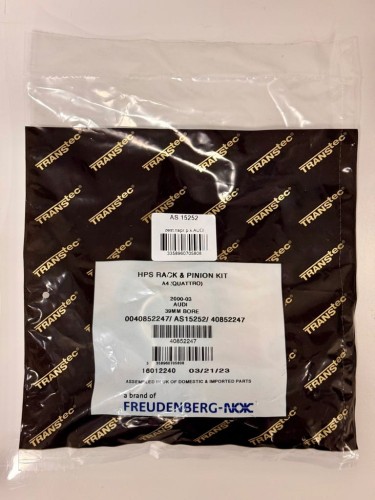 TRANSTEC
AS 15252
HPS RACK & PINION KIT
A4 (QUATTRO)
2000-03
AUDI
39MM BORE
0040852247/ AS15252/ 40852247
40852247
16012240 03/21/23
ASSEMBLED IN UK OF DOMESTIC & IMPORTED PARTS
a brand of
FREUDENBERG-NOK